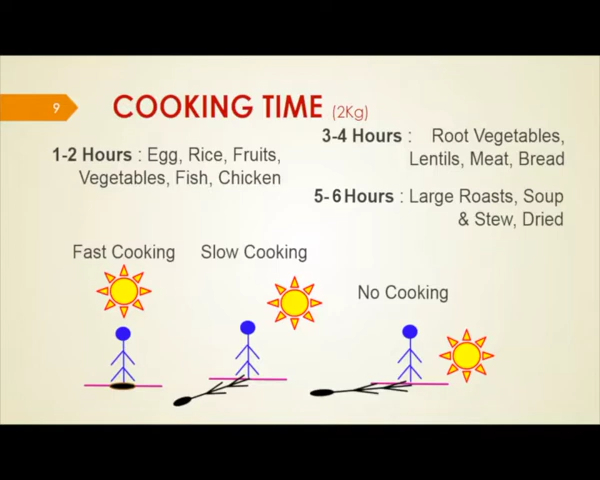 9
COOKING TIME (2Kg)
1-2 Hours : Egg, Rice, Fruits,
Vegetables, Fish, Chicken
3-4 Hours : Root Vegetables,
Lentils, Meat, Bread
5- 6 Hours : Large Roasts, Soup
& Stew, Dried
Fast Cooking
Slow Cooking
No Cooking